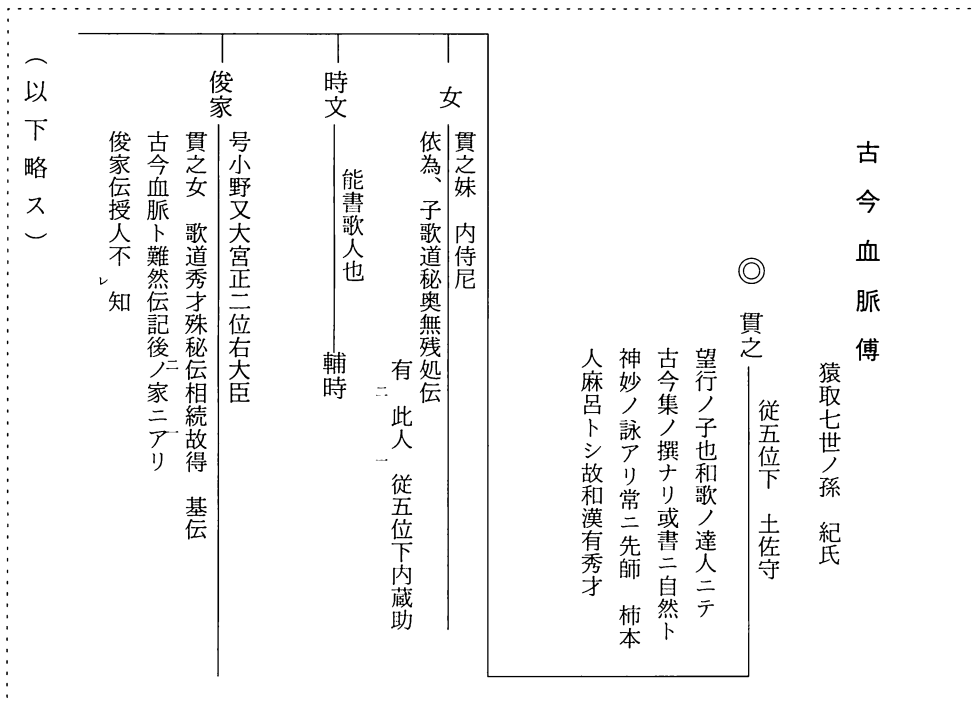 古今血脈傳
猿取七世ノ孫　紀氏
◎　貫之
従五位下　土佐守
望行ノ子也和歌ノ達人ニテ
古今集ノ撰ナリ或書ニ自然ト
神妙ノ詠アリ常ニ先師　柿本
人麻呂トシ故和漢有秀才
女
貫之妹　内侍尼
依為、子歌道秘奥無残処伝
有ニ　此人一　従五位下内蔵助
時文
能書歌人也
輔時
俊家
号小野又大宮正二位右大臣
貫之女　歌道秀才殊秘伝相続故得ニ　基伝一
古今血脈ト難然伝記後ノ家ニアリ
俊家伝授人不レ　知
（以下略ス）